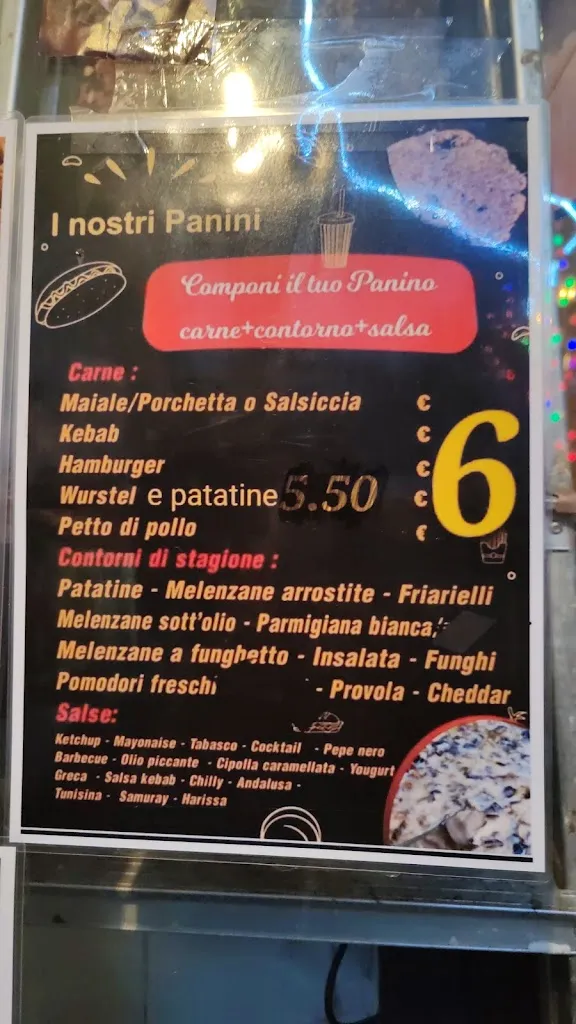 I nostri Panini
Componi il tuo Panino
carne+contorno+salsa
Carne :
Maiale/Porchetta o Salsiccia €
Kebab €
Hamburger €
6
Wurstel e patatine 5.50 €
Petto di pollo €
Contorni di stagione :
Patatine - Melenzane arrostite - Friarielli
Melenzane sott'olio - Parmigiana bianca
Melenzane a funghetto - Insalata - Funghi
Pomodori freschi - Provola - Cheddar
Salse:
Ketchup - Mayonaise - Tabasco - Cocktail - Pepe nero
Barbecue - Olio piccante - Cipolla caramellata - Yougurt
Greca - Salsa kebab - Chilly - Andalusa -
Tunisina - Samuray - Harissa